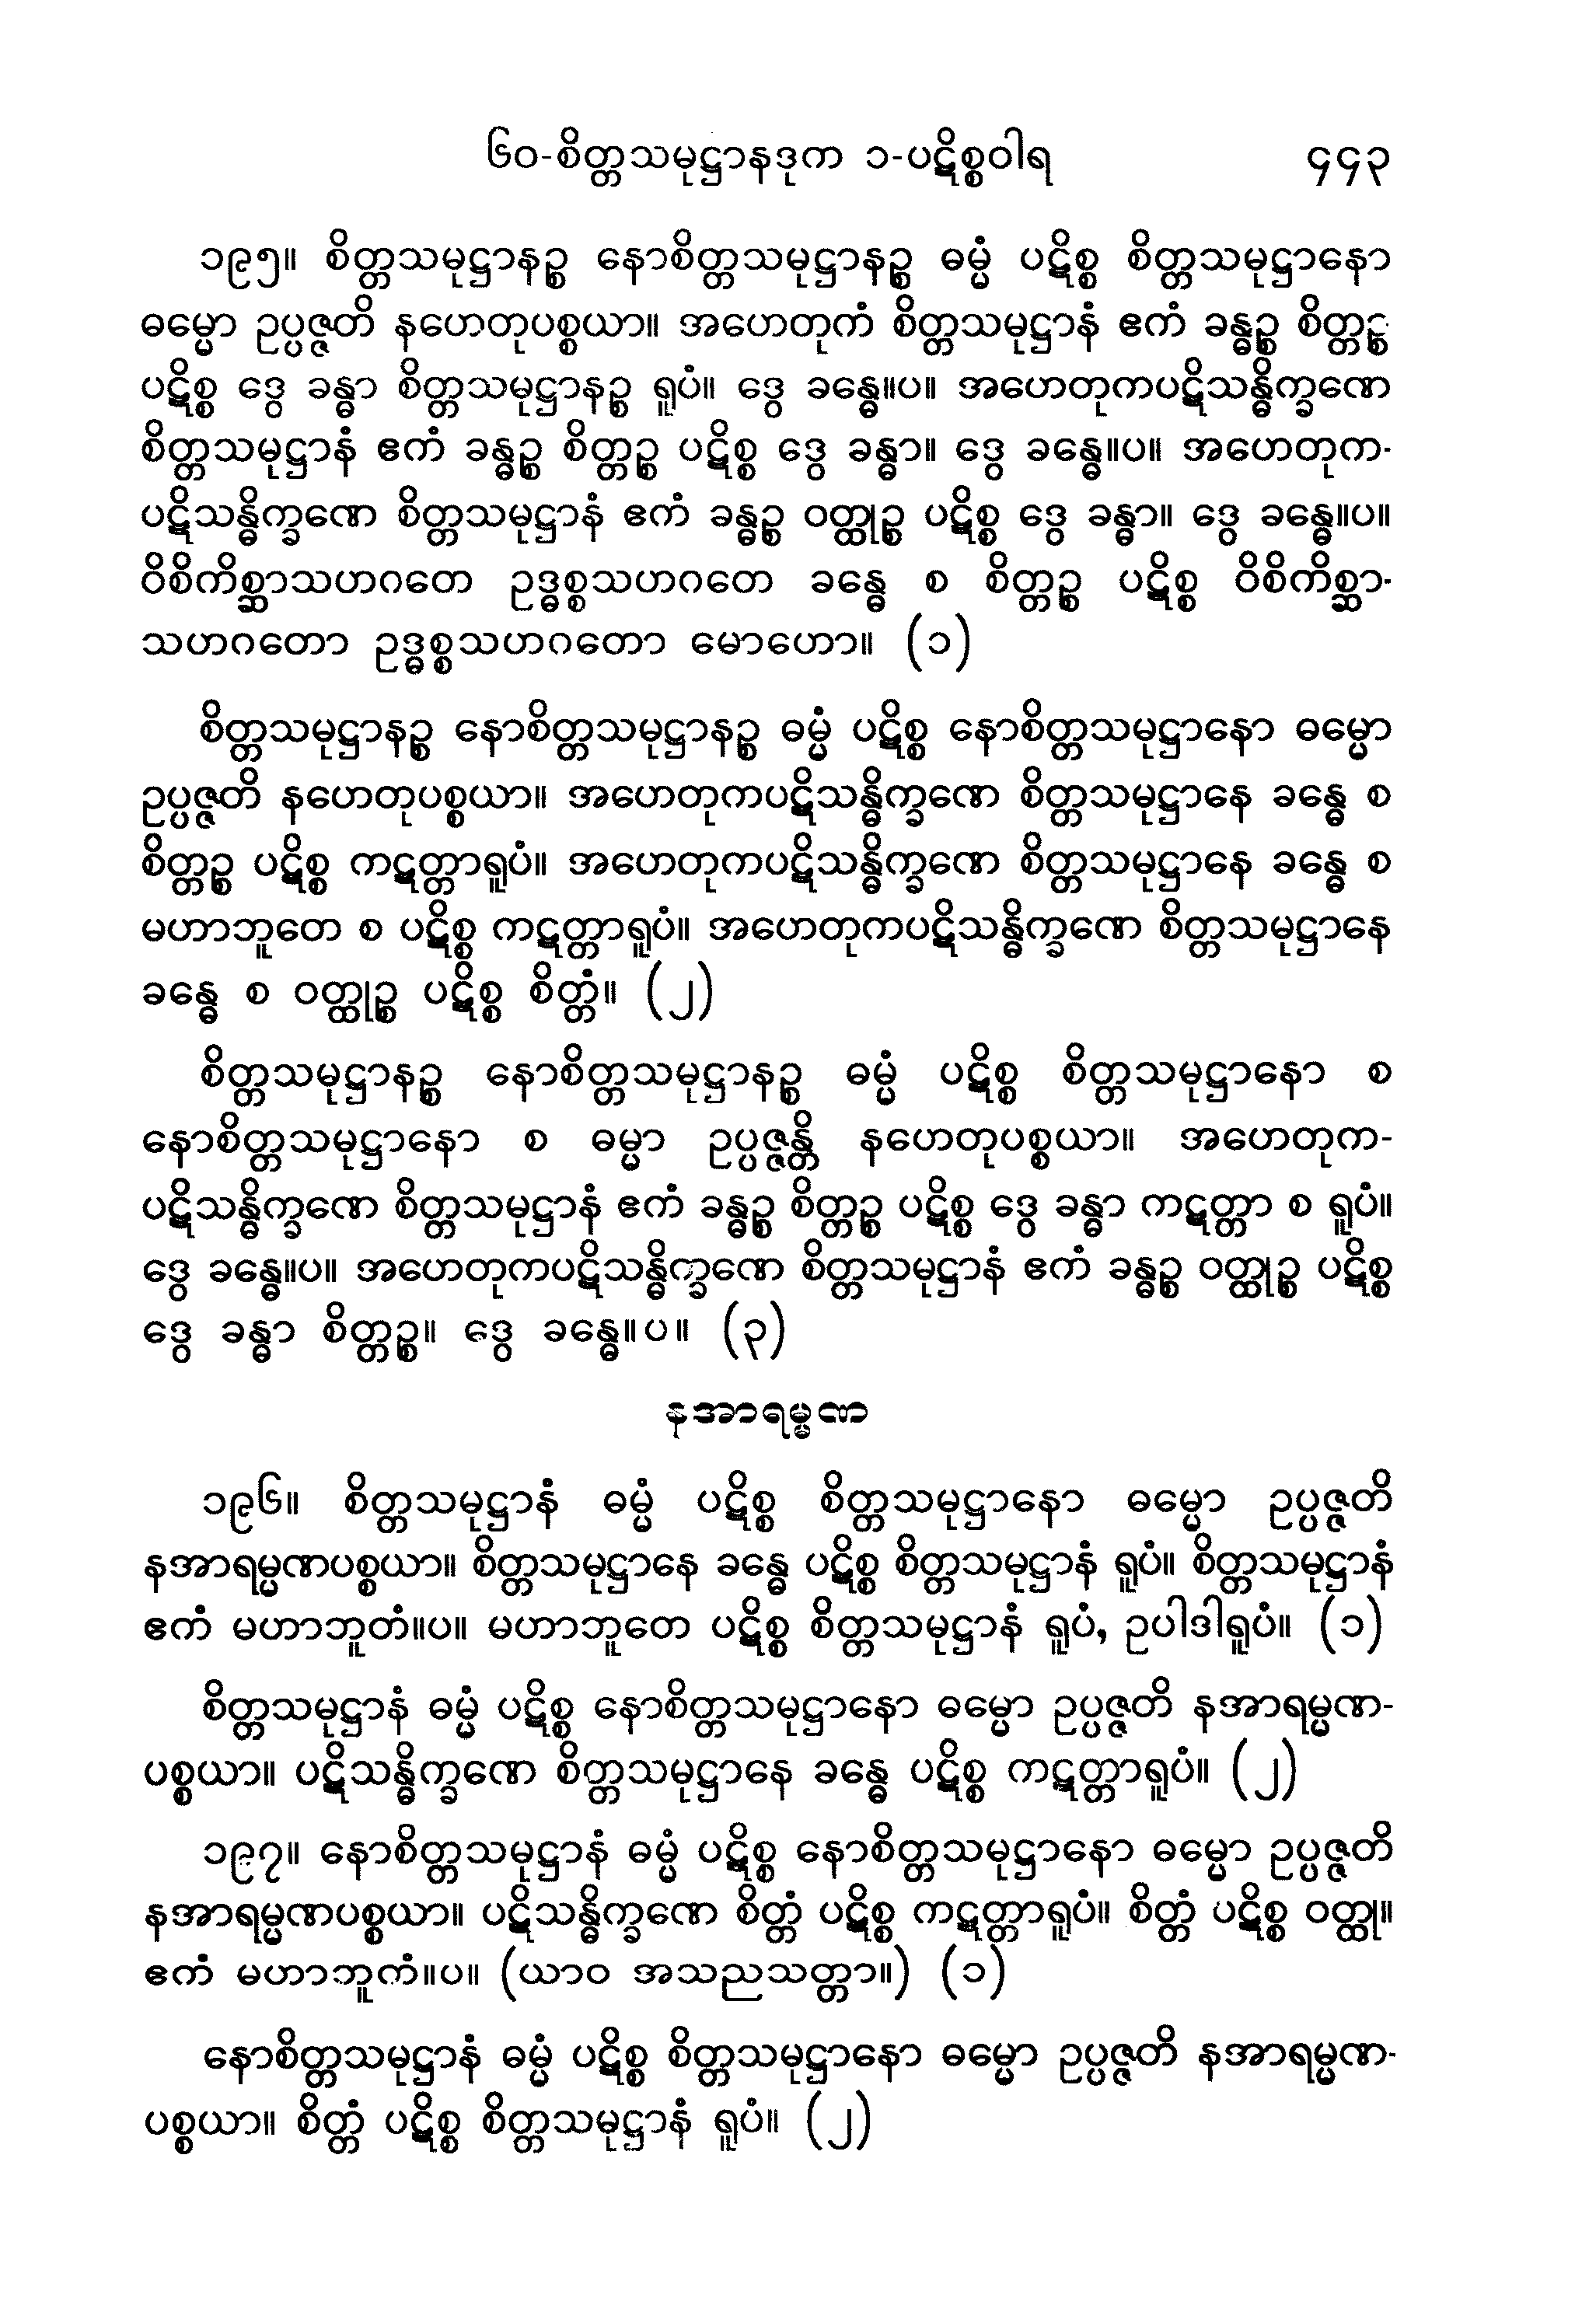 ၆၀-စိတ္တသမုဋ္ဌာနဒုက ၁-ပဋိစ္စဝါရ ၄၄၃
၁၉၅။ စိတ္တသမုဋ္ဌာနဉ္စ နောစိတ္တသမုဋ္ဌာနဉ္စ ဓမ္မံ ပဋိစ္စ စိတ္တသမုဋ္ဌာနော
ဓမ္မော ဥပ္ပဇ္ဇတိ နဟေတုပစ္စယာ။ အဟေတုကံ စိတ္တသမုဋ္ဌာနံ ဧကံ ခန္ဓဉ္စ စိတ္တဉ္စ
ပဋိစ္စ ဒွေ ခန္ဓာ စိတ္တသမုဋ္ဌာနဉ္စ ရူပံ။ ဒွေ ခန္ဓေ။ပ။ အဟေတုကပဋိသန္ဓိက္ခဏေ
စိတ္တသမုဋ္ဌာနံ ဧကံ ခန္ဓဉ္စ စိတ္တဉ္စ ပဋိစ္စ ဒွေ ခန္ဓာ။ ဒွေ ခန္ဓေ။ပ။ အဟေတုက-
ပဋိသန္ဓိက္ခဏေ စိတ္တသမုဋ္ဌာနံ ဧကံ ခန္ဓဉ္စ ဝတ္ထုဉ္စ ပဋိစ္စ ဒွေ ခန္ဓာ။ ဒွေ ခန္ဓေ။ပ။
ဝိစိကိစ္ဆာသဟဂတေ ဥဒ္ဓစ္စသဟဂတေ ခန္ဓေ စ စိတ္တဉ္စ ပဋိစ္စ ဝိစိကိစ္ဆာ-
သဟဂတော ဥဒ္ဓစ္စသဟဂတော မောဟော။ (၁)
စိတ္တသမုဋ္ဌာနဉ္စ နောစိတ္တသမုဋ္ဌာနဉ္စ ဓမ္မံ ပဋိစ္စ နောစိတ္တသမုဋ္ဌာနော ဓမ္မော
ဥပ္ပဇ္ဇတိ နဟေတုပစ္စယာ။ အဟေတုကပဋိသန္ဓိက္ခဏေ စိတ္တသမုဋ္ဌာနေ ခန္ဓေ စ
စိတ္တဉ္စ ပဋိစ္စ ကဋတ္တာရူပံ။ အဟေတုကပဋိသန္ဓိက္ခဏေ စိတ္တသမုဋ္ဌာနေ ခန္ဓေ စ
မဟာဘူတေ စ ပဋိစ္စ ကဋတ္တာရူပံ။ အဟေတုကပဋိသန္ဓိက္ခဏေ စိတ္တသမုဋ္ဌာနေ
ခန္ဓေ စ ဝတ္ထုဉ္စ ပဋိစ္စ စိတ္တံ။ (၂)
စိတ္တသမုဋ္ဌာနဉ္စ နောစိတ္တသမုဋ္ဌာနဉ္စ ဓမ္မံ ပဋိစ္စ စိတ္တသမုဋ္ဌာနော စ
နောစိတ္တသမုဋ္ဌာနော စ ဓမ္မာ ဥပ္ပဇ္ဇန္တိ နဟေတုပစ္စယာ။ အဟေတုက-
ပဋိသန္ဓိက္ခဏေ စိတ္တသမုဋ္ဌာနံ ဧကံ ခန္ဓဉ္စ စိတ္တဉ္စ ပဋိစ္စ ဒွေ ခန္ဓာ ကဋတ္တာ စ ရူပံ။
ဒွေ ခန္ဓေ။ပ။ အဟေတုကပဋိသန္ဓိက္ခဏေ စိတ္တသမုဋ္ဌာနံ ဧကံ ခန္ဓဉ္စ ဝတ္ထုဉ္စ ပဋိစ္စ
ဒွေ ခန္ဓာ စိတ္တဉ္စ။ ဒွေ ခန္ဓေ။ပ။ (၃)
နအာရမ္မဏ
၁၉၆။ စိတ္တသမုဋ္ဌာနံ ဓမ္မံ ပဋိစ္စ စိတ္တသမုဋ္ဌာနော ဓမ္မော ဥပ္ပဇ္ဇတိ
နအာရမ္မဏပစ္စယာ။ စိတ္တသမုဋ္ဌာနေ ခန္ဓေ ပဋိစ္စ စိတ္တသမုဋ္ဌာနံ ရူပံ။ စိတ္တသမုဋ္ဌာနံ
ဧကံ မဟာဘူတံ။ပ။ မဟာဘူတေ ပဋိစ္စ စိတ္တသမုဋ္ဌာနံ ရူပံ, ဥပါဒါရူပံ။ (၁)
စိတ္တသမုဋ္ဌာနံ ဓမ္မံ ပဋိစ္စ နောစိတ္တသမုဋ္ဌာနော ဓမ္မော ဥပ္ပဇ္ဇတိ နအာရမ္မဏ-
ပစ္စယာ။ ပဋိသန္ဓိက္ခဏေ စိတ္တသမုဋ္ဌာနေ ခန္ဓေ ပဋိစ္စ ကဋတ္တာရူပံ။ (၂)
၁၉၇။ နောစိတ္တသမုဋ္ဌာနံ ဓမ္မံ ပဋိစ္စ နောစိတ္တသမုဋ္ဌာနော ဓမ္မော ဥပ္ပဇ္ဇတိ
နအာရမ္မဏပစ္စယာ။ ပဋိသန္ဓိက္ခဏေ စိတ္တံ ပဋိစ္စ ကဋတ္တာရူပံ။ စိတ္တံ ပဋိစ္စ ဝတ္ထု။
ဧကံ မဟာဘူကံ။ပ။ (ယာဝ အသညသတ္တာ။) (၁)
နောစိတ္တသမုဋ္ဌာနံ ဓမ္မံ ပဋိစ္စ စိတ္တသမုဋ္ဌာနော ဓမ္မော ဥပ္ပဇ္ဇတိ နအာရမ္မဏ-
ပစ္စယာ။ စိတ္တံ ပဋိစ္စ စိတ္တသမုဋ္ဌာနံ ရူပံ။ (၂)